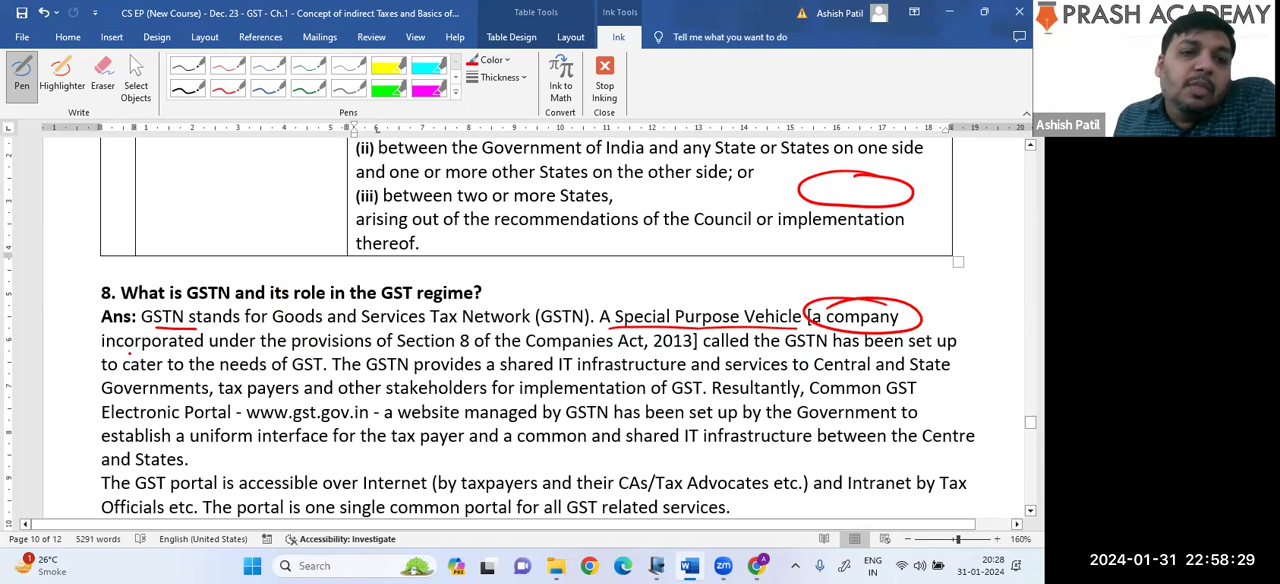 CS EP (New Course) - Dec. 23 - GST - Ch.1 - Concept of indirect Taxes and Basics of...
Table Tools
Ink Tools
Ashish Patil
File Home Insert Design Layout References Mailings Review View Help Table Design Layout Ink Tell me what you want to do
Pen Highlighter Eraser Select Objects
Write
Pens
Color
Thickness
Ink to Math
Convert
Stop Inking
Close
PRASH ACADEMY
Ashish Patil
(ii) between the Government of India and any State or States on one side
and one or more other States on the other side; or
(iii) between two or more States,
arising out of the recommendations of the Council or implementation
thereof.
8. What is GSTN and its role in the GST regime?
Ans: GSTN stands for Goods and Services Tax Network (GSTN). A Special Purpose Vehicle [a company
incorporated under the provisions of Section 8 of the Companies Act, 2013] called the GSTN has been set up
to cater to the needs of GST. The GSTN provides a shared IT infrastructure and services to Central and State
Governments, tax payers and other stakeholders for implementation of GST. Resultantly, Common GST
Electronic Portal - www.gst.gov.in - a website managed by GSTN has been set up by the Government to
establish a uniform interface for the tax payer and a common and shared IT infrastructure between the Centre
and States.
The GST portal is accessible over Internet (by taxpayers and their CAs/Tax Advocates etc.) and Intranet by Tax
Officials etc. The portal is one single common portal for all GST related services.
Page 10 of 12 5291 words English (United States) Accessibility: Investigate 160%
26°C
Smoke
Search
ENG
IN
20:28
31-01-2024
2024-01-31 22:58:29